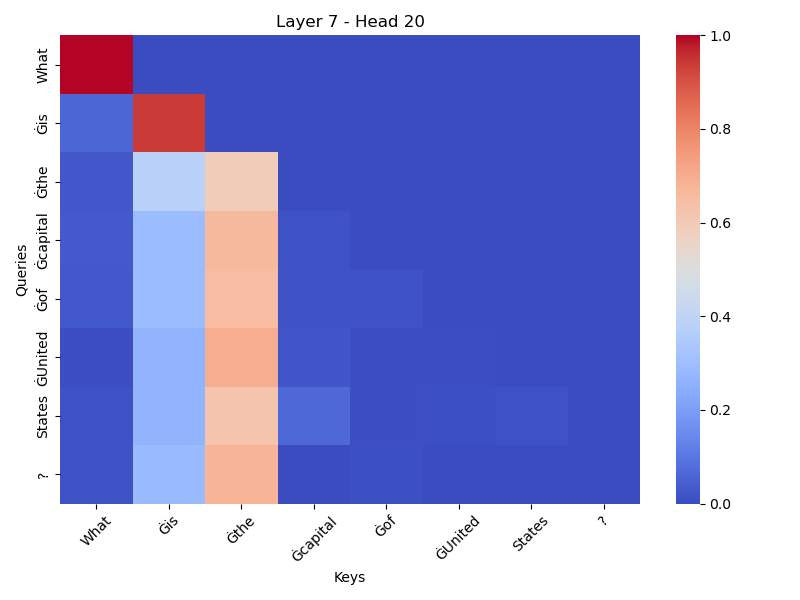 Layer 7 - Head 20
Queries
What
Ġis
Ġthe
Ġcapital
Ġof
ĠUnited
States
?
What
Ġis
Ġthe
Ġcapital
Ġof
ĠUnited
States
?
Keys
1.0
0.8
0.6
0.4
0.2
0.0